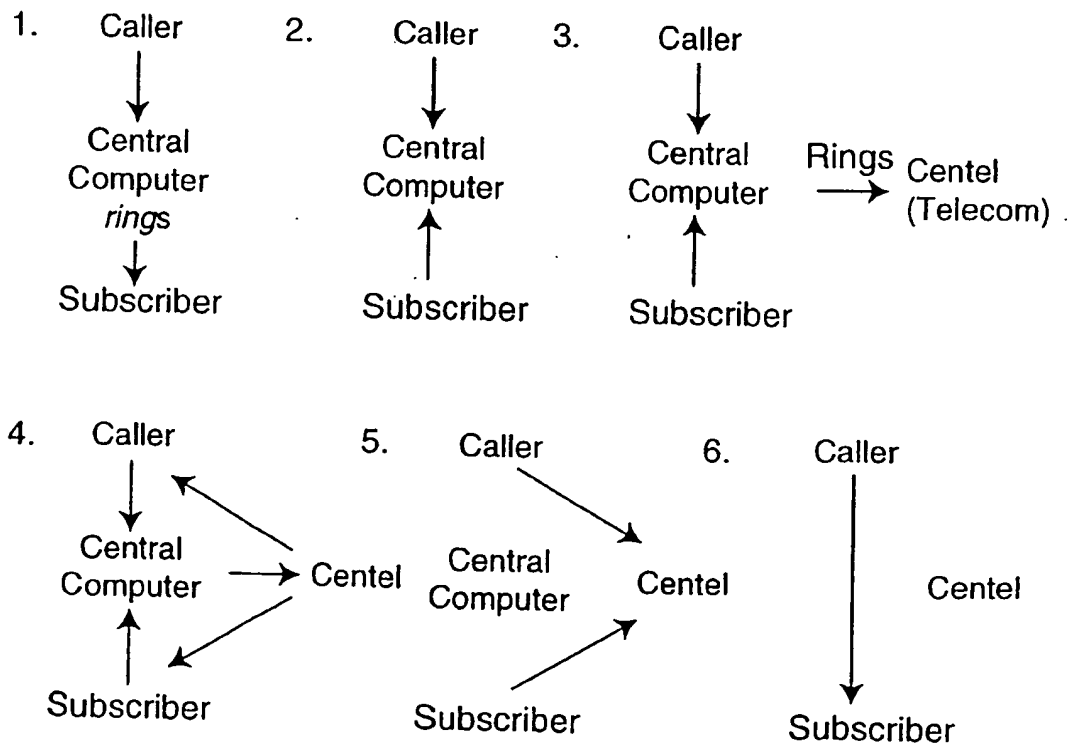 1. Caller
Central
Computer
rings
Subscriber
2. Caller
Central
Computer
Subscriber
3. Caller
Central
Computer
Rings
Centel
(Telecom)
Subscriber
4. Caller
Central
Computer
Centel
Subscriber
5. Caller
Central
Computer
Centel
Subscriber
6. Caller
Centel
Subscriber